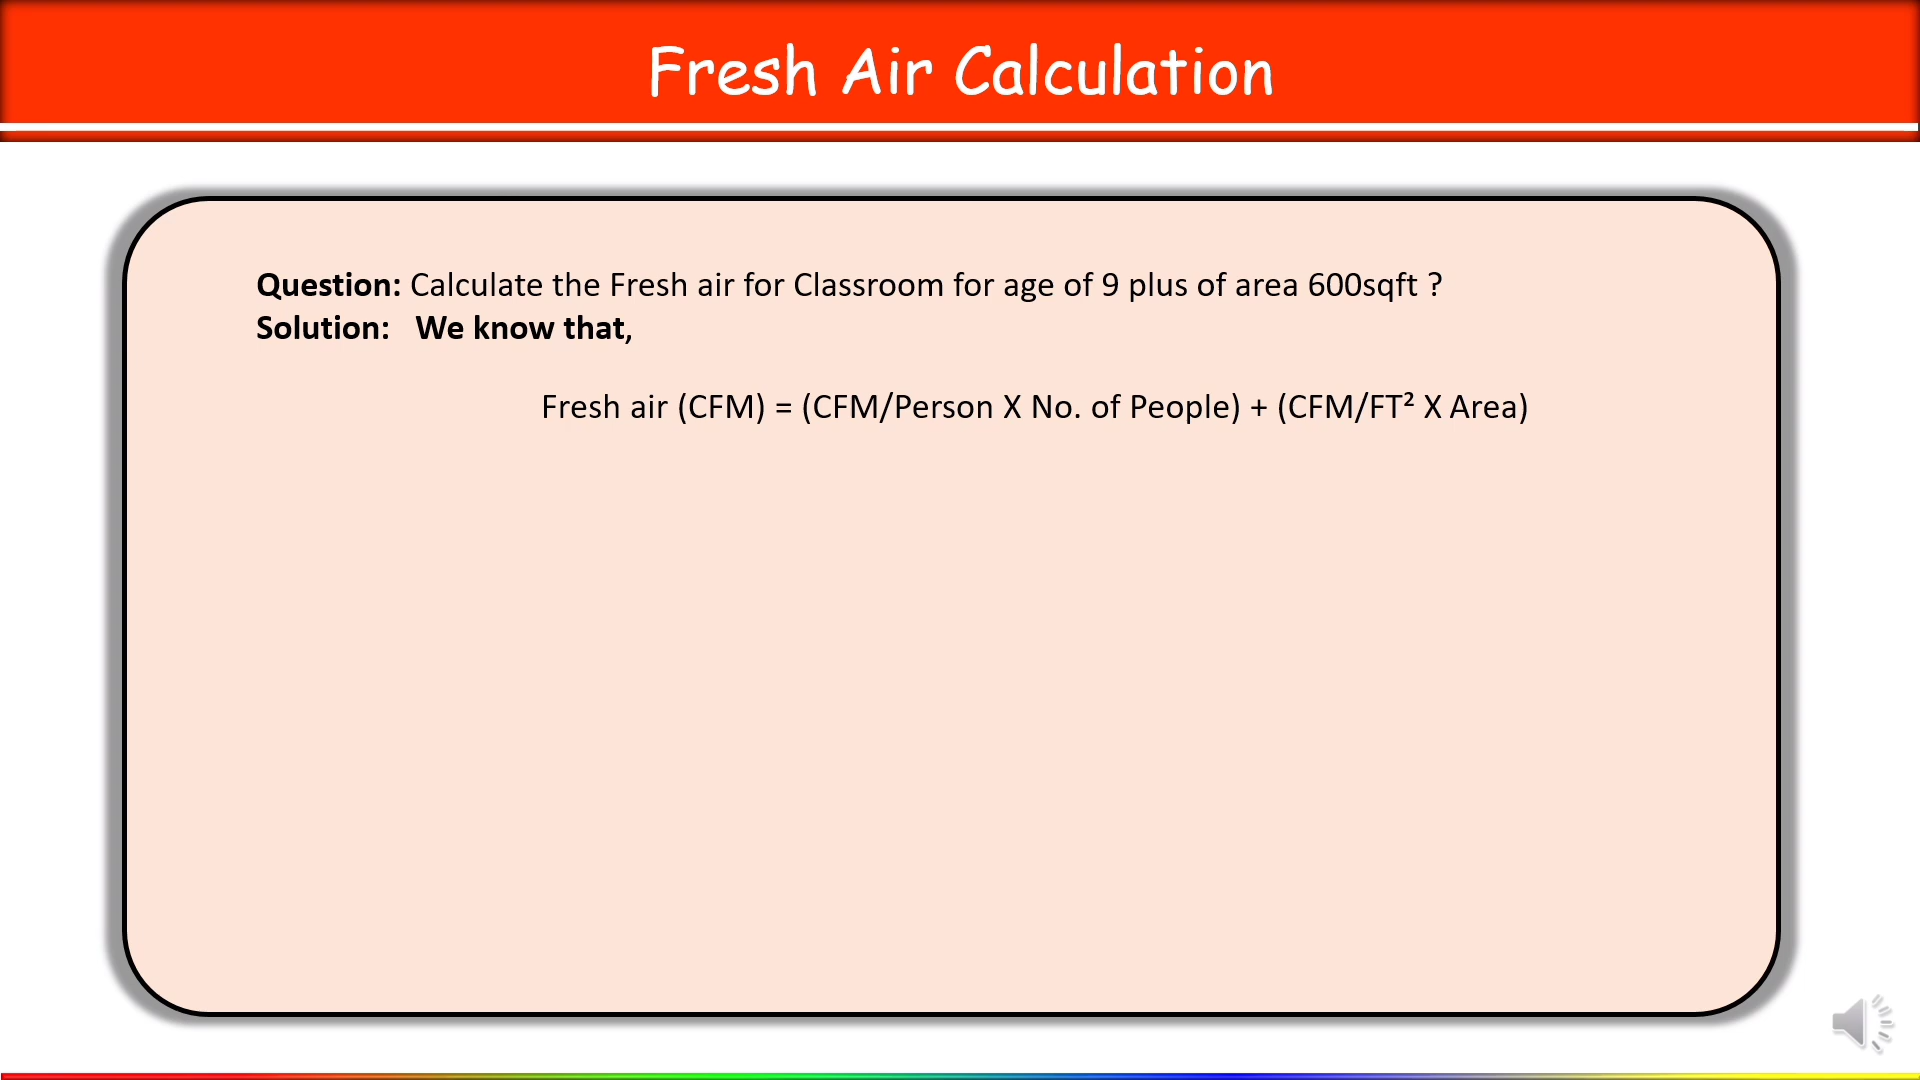 Fresh Air Calculation
Question: Calculate the Fresh air for Classroom for age of 9 plus of area 600sqft ?
Solution: We know that,
Fresh air (CFM) = (CFM/Person X No. of People) + (CFM/FT² X Area)